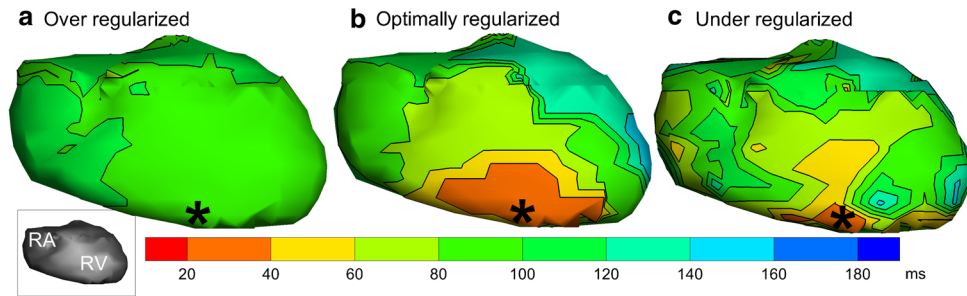 a Over regularized
b Optimally regularized
c Under regularized
*
*
*
RA
RV
20 40 60 80 100 120 140 160 180 ms